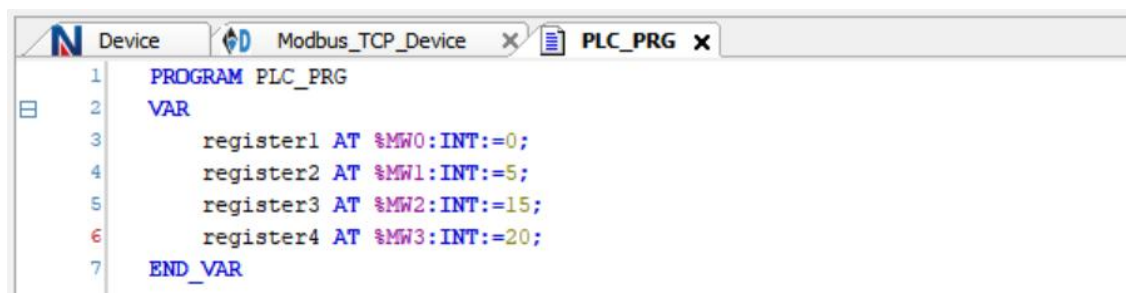 Device Modbus_TCP_Device PLC_PRG
1 PROGRAM PLC_PRG
2 VAR
3 register1 AT %MW0:INT:=0;
4 register2 AT %MW1:INT:=5;
5 register3 AT %MW2:INT:=15;
6 register4 AT %MW3:INT:=20;
7 END_VAR